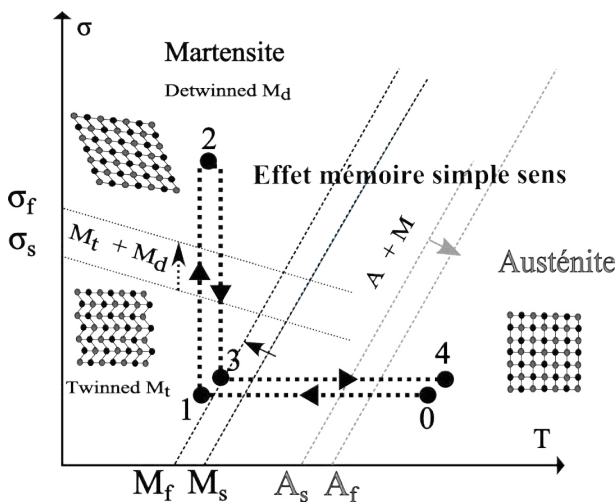 σ
Martensite
Detwinned M_d
2
Effet mémoire simple sens
σ_f
σ_s
M_t + M_d
A + M
Austénite
Twinned M_t
3
4
1
0
T
M_f M_s A_s A_f